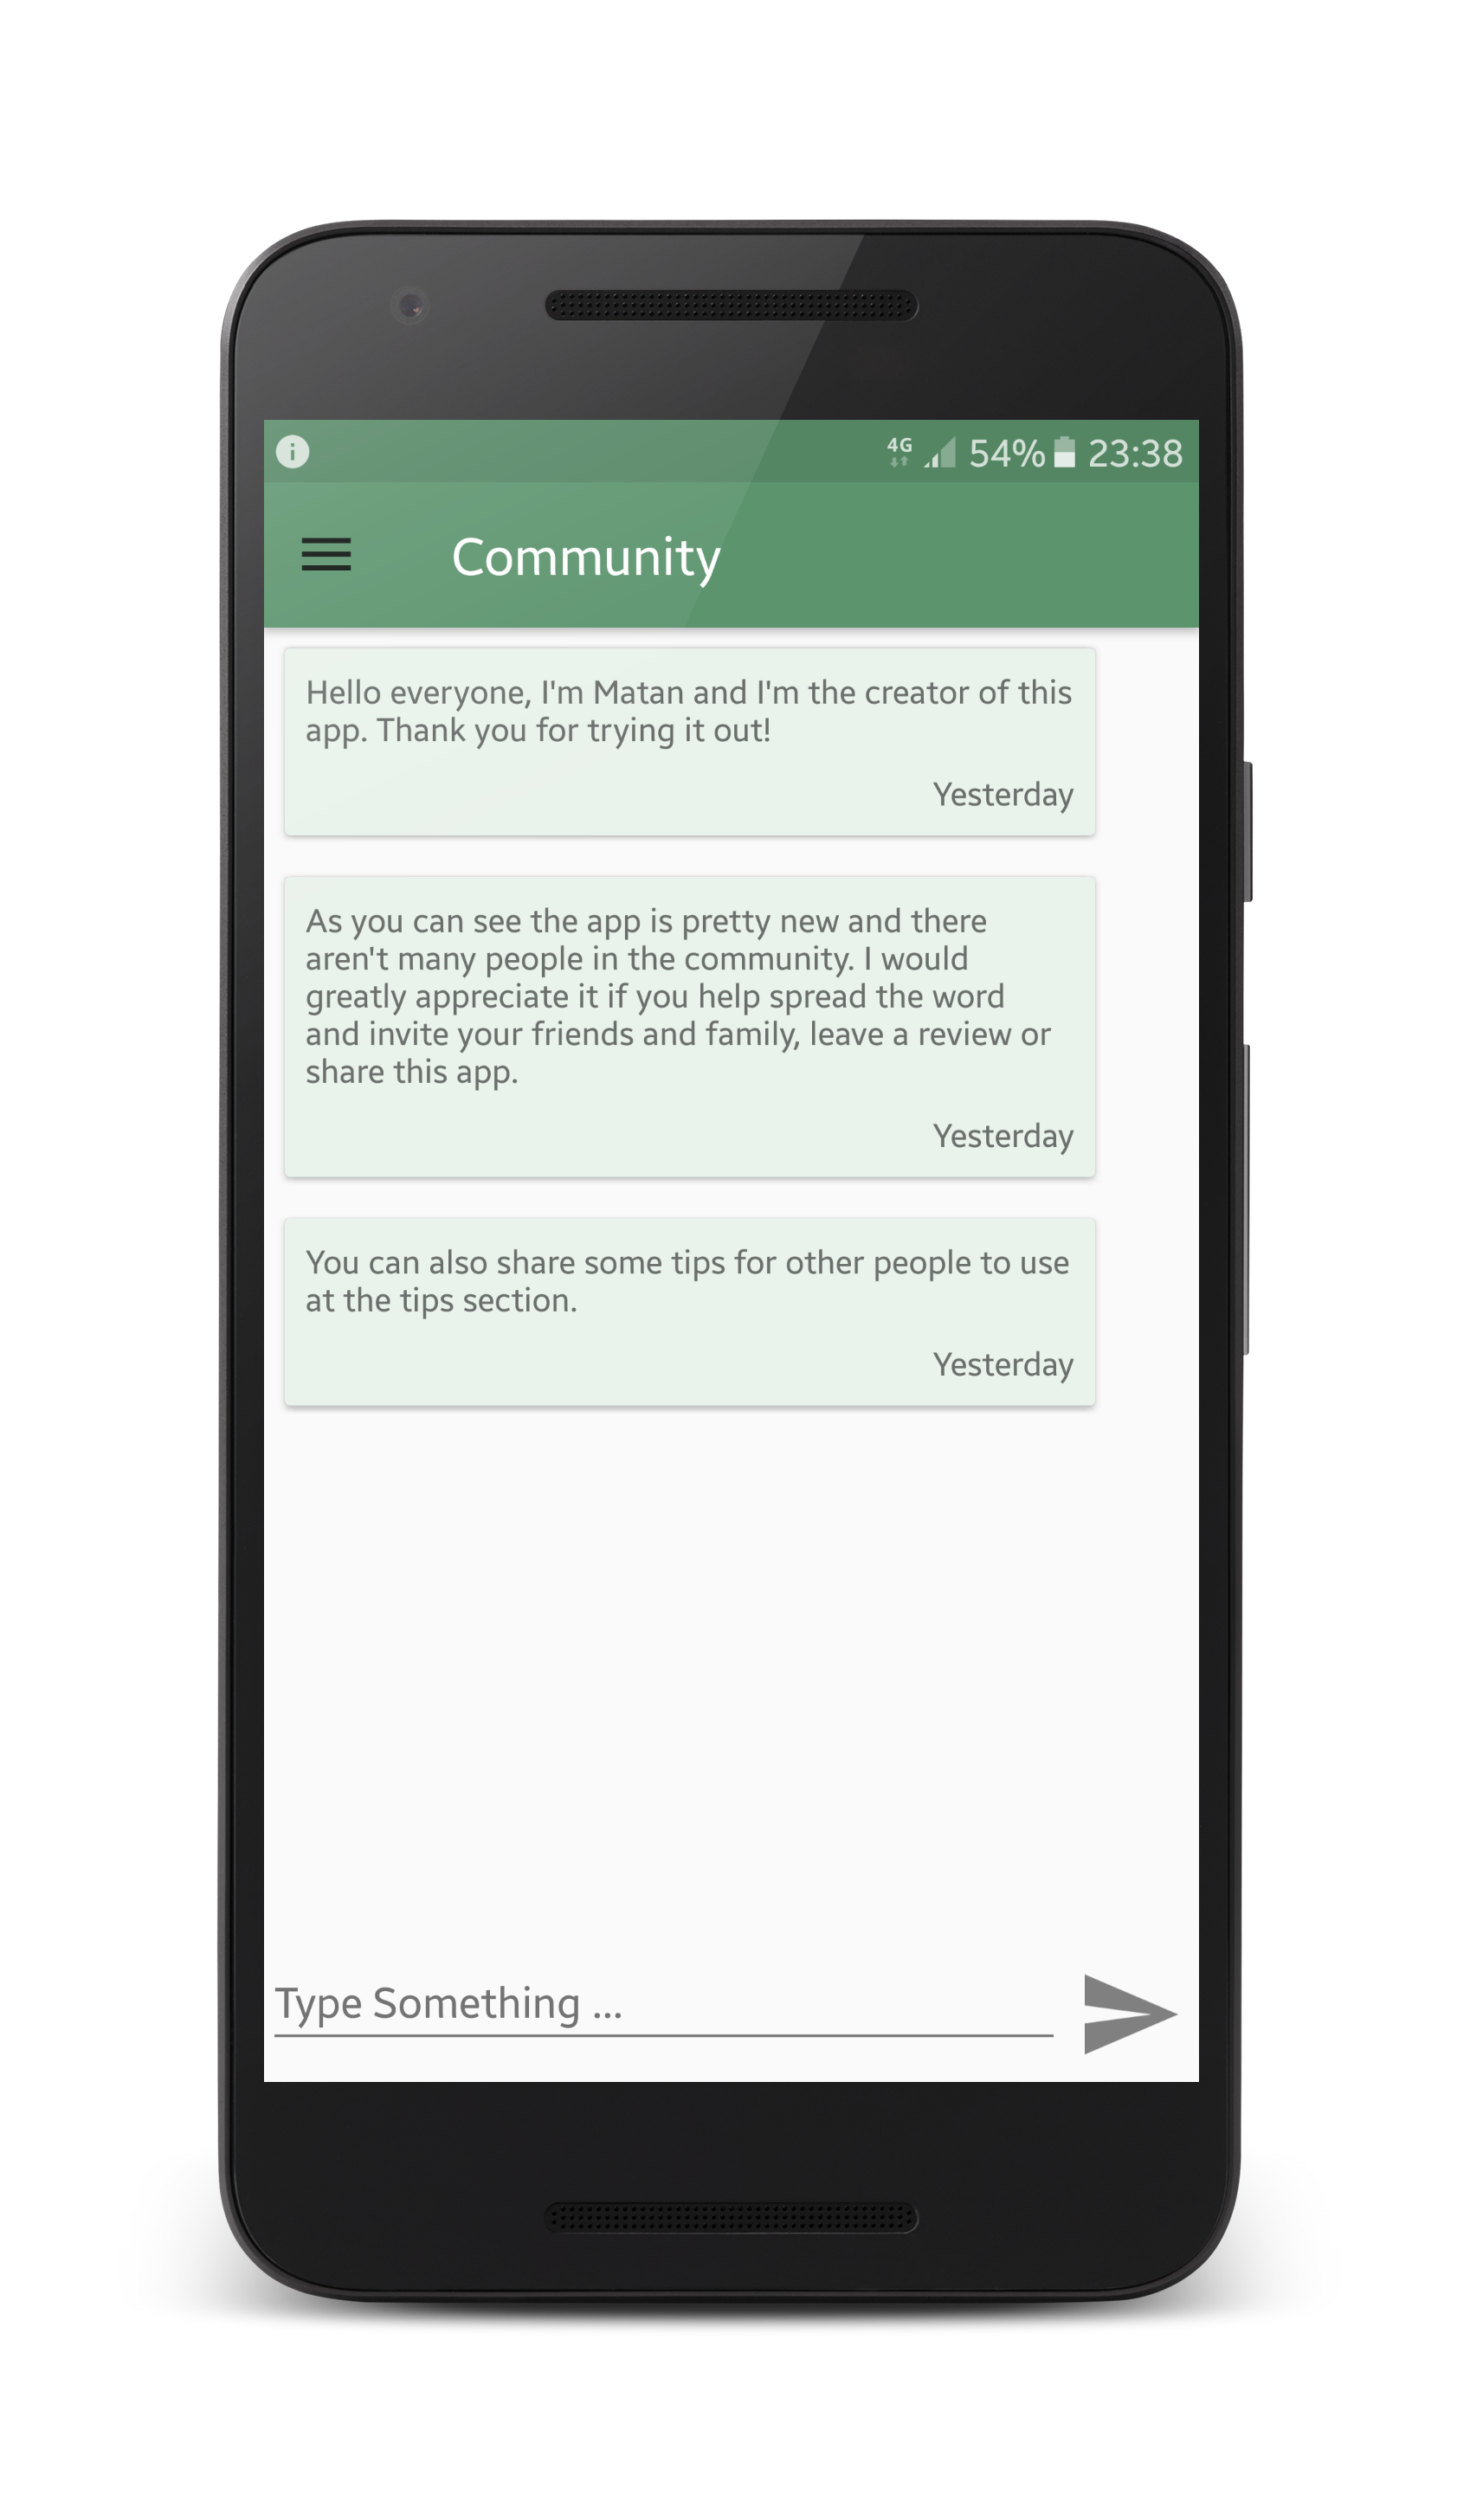 4G 54% 23:38
Community
Hello everyone, I'm Matan and I'm the creator of this
app. Thank you for trying it out!
Yesterday
As you can see the app is pretty new and there
aren't many people in the community. I would
greatly appreciate it if you help spread the word
and invite your friends and family, leave a review or
share this app.
Yesterday
You can also share some tips for other people to use
at the tips section.
Yesterday
Type Something ...